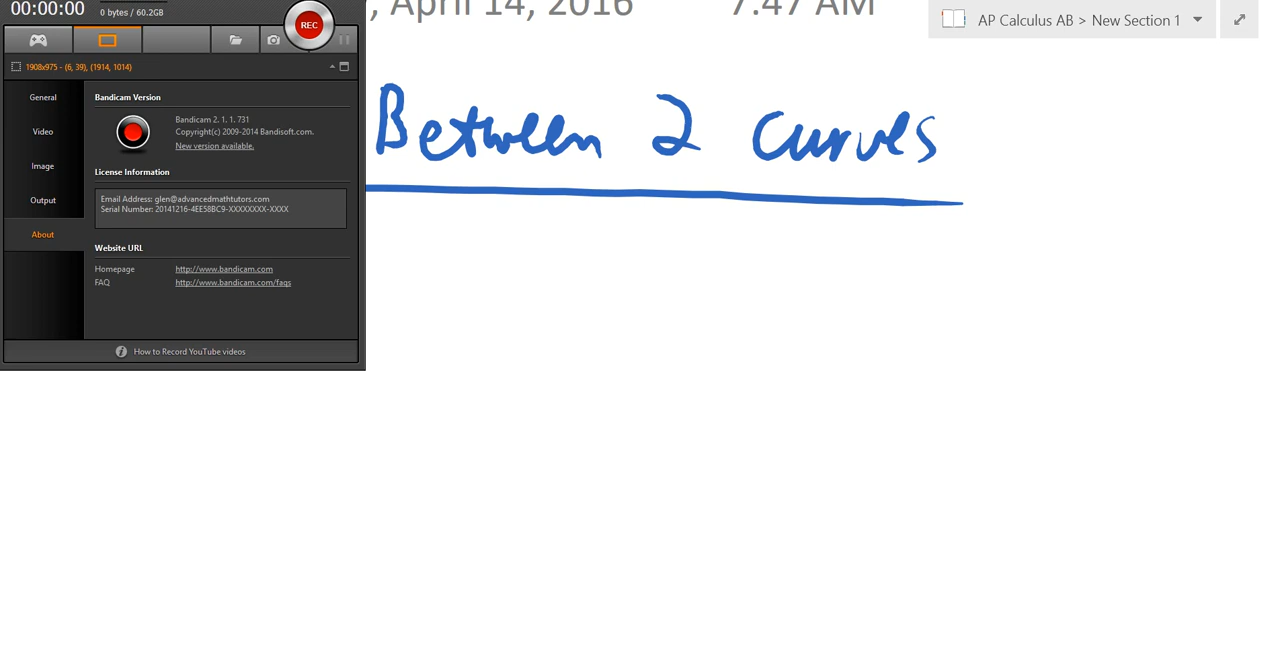 00:00:00
0 bytes / 60.2GB
REC
1908x975 - (6, 39), (1914, 1014)
General
Video
Image
Output
About
Bandicam Version
Bandicam 2. 1. 1. 731
Copyright(c) 2009-2014 Bandisoft.com.
New version available.
License Information
Email Address: glen@advancedmathtutors.com
Serial Number: 20141216-4EE58BC9-XXXXXXXX-XXXX
Website URL
Homepage http://www.bandicam.com
FAQ http://www.bandicam.com/faqs
How to Record YouTube videos
, April 14, 2016 7:47 AM
AP Calculus AB > New Section 1
Between 2 curves